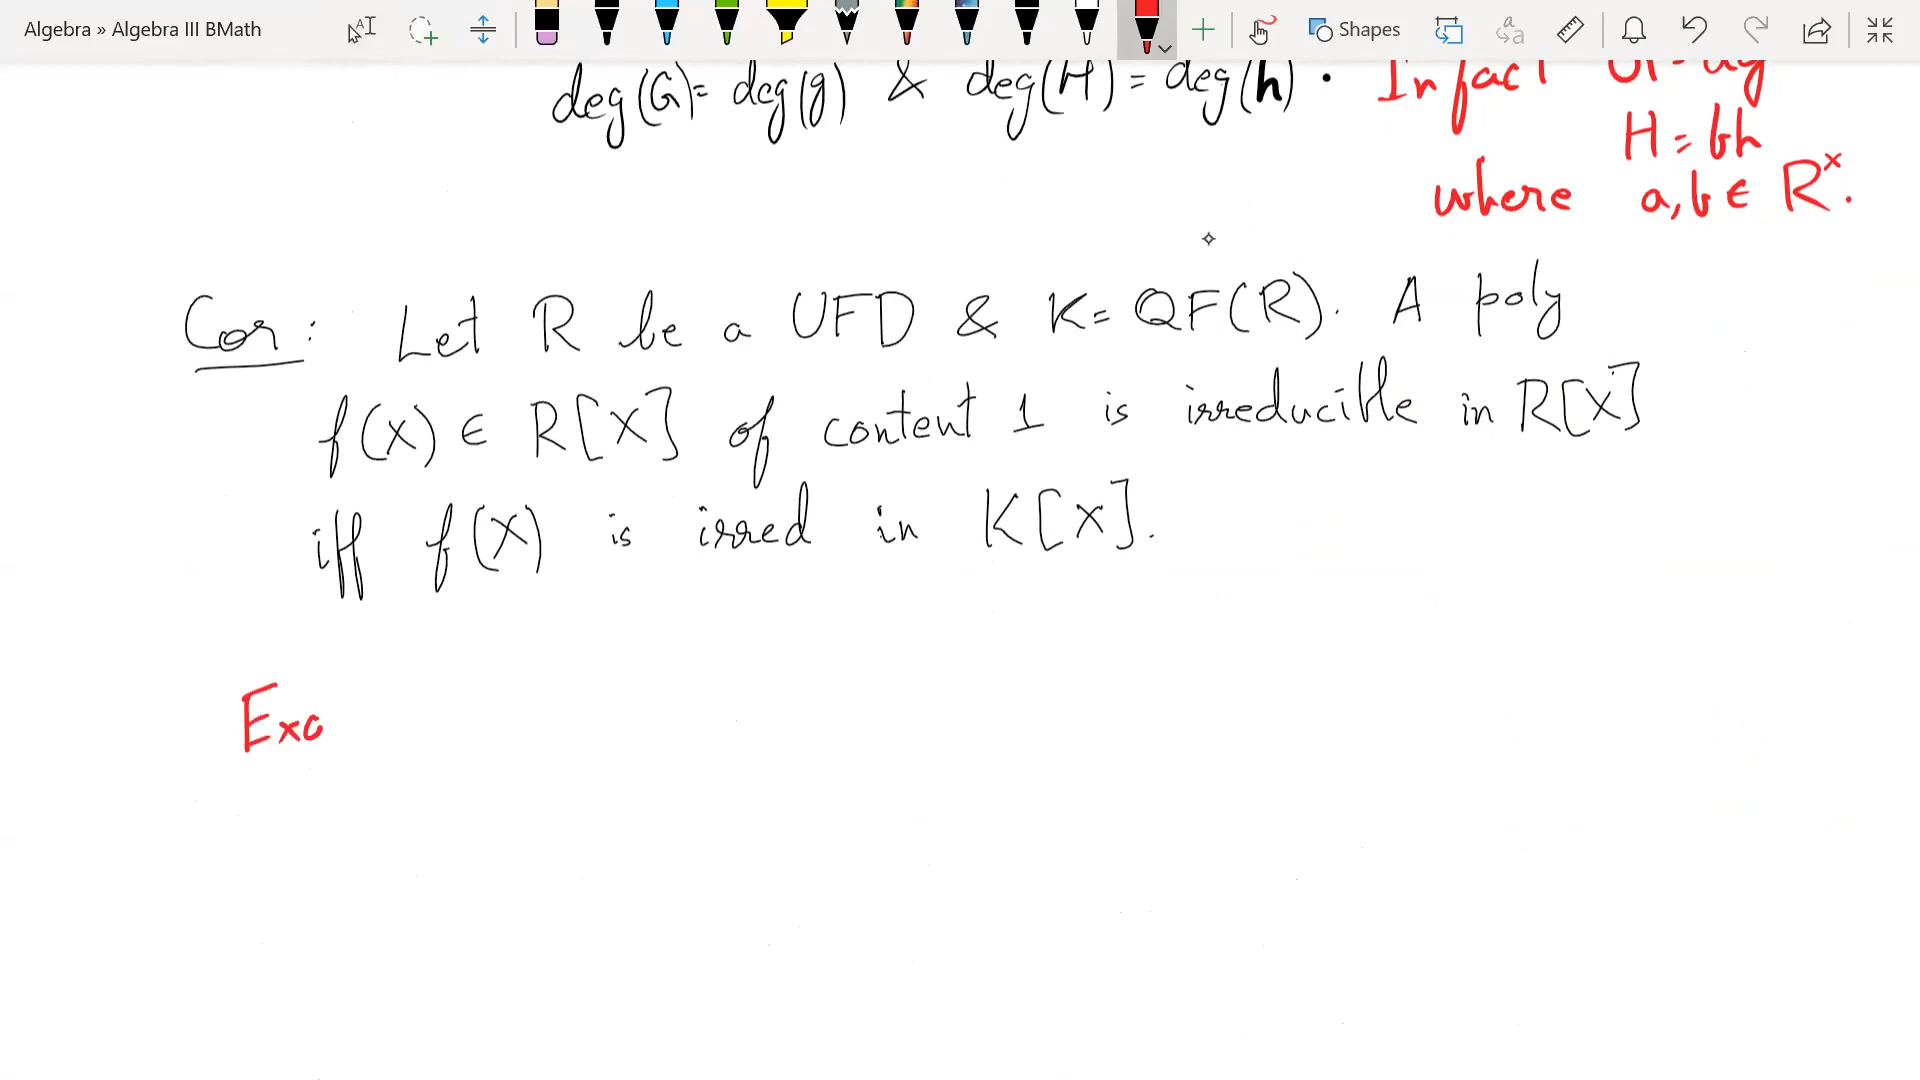 Algebra » Algebra III BMath
Shapes
deg(G) = deg(g) & deg(H) = deg(h). In fact
H = bh
where a, b ∈ R^×.
Cor: Let R be a UFD & K = QF(R). A poly
f(X) ∈ R[X] of content 1 is irreducible in R[X]
iff f(X) is irred in K[X].
Exa